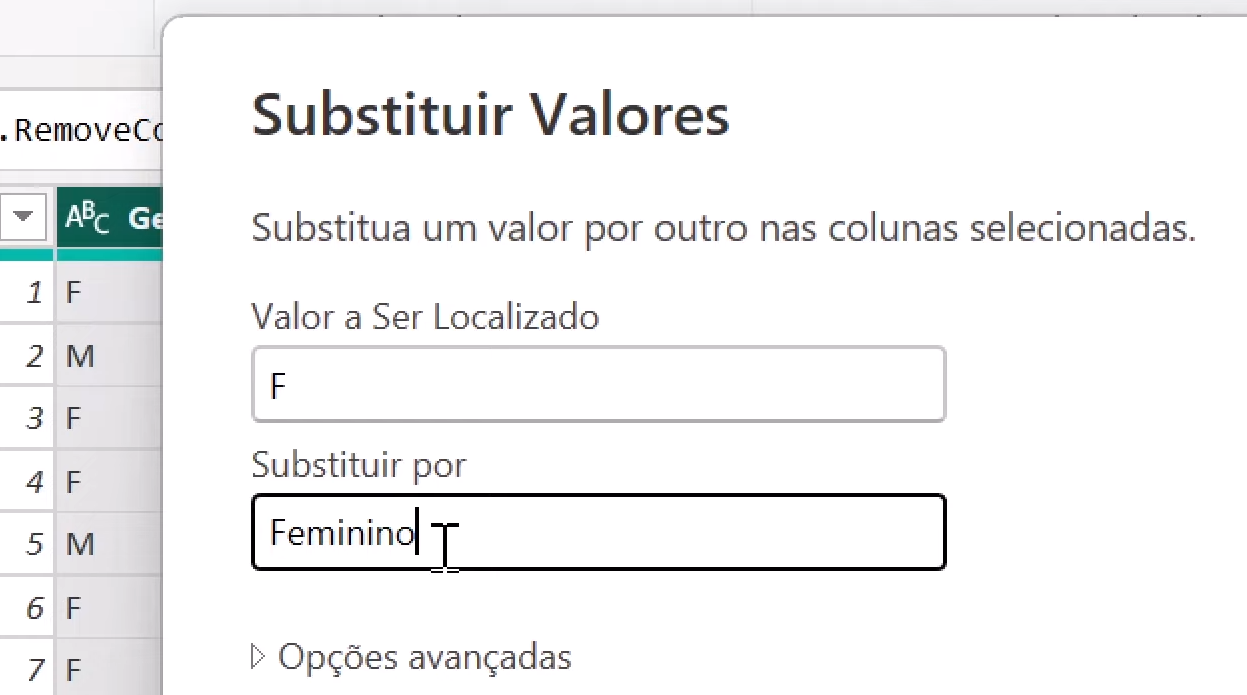 Substituir Valores
.RemoveCo
Substitua um valor por outro nas colunas selecionadas.
ABC Ge
Valor a Ser Localizado
1 F
2 M
F
3 F
Substituir por
4 F
Feminino
5 M
6 F
Opções avançadas
7 F